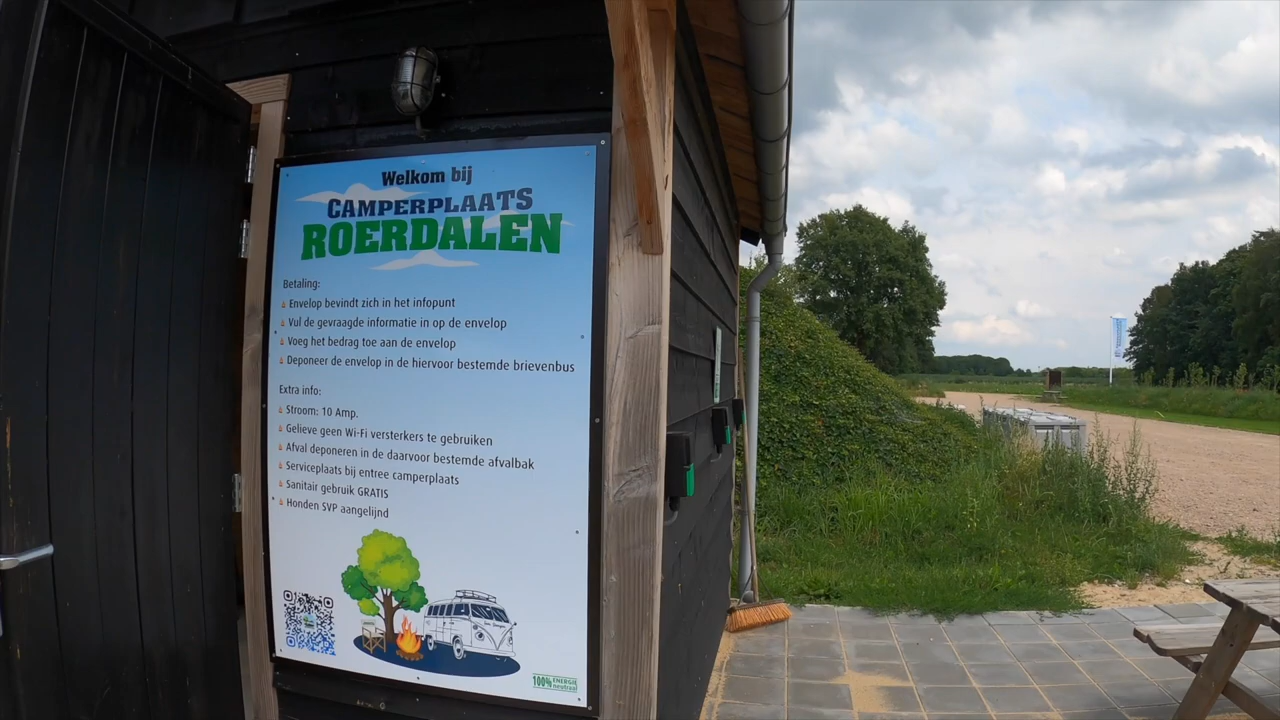 Welkom bij
CAMPERPLAATS
ROERDALEN
Betaling:
Envelop bevindt zich in het infopunt
Vul de gevraagde informatie in op de envelop
Voeg het bedrag toe aan de envelop
Deponeer de envelop in de hiervoor bestemde brievenbus
Extra info:
Stroom: 10 Amp.
Gelieve geen Wi-Fi versterkers te gebruiken
Afval deponeren in de daarvoor bestemde afvalbak
Serviceplaats bij entree camperplaats
Sanitair gebruik GRATIS
Honden SVP aangelijnd
100% ENERGIE
neutraal